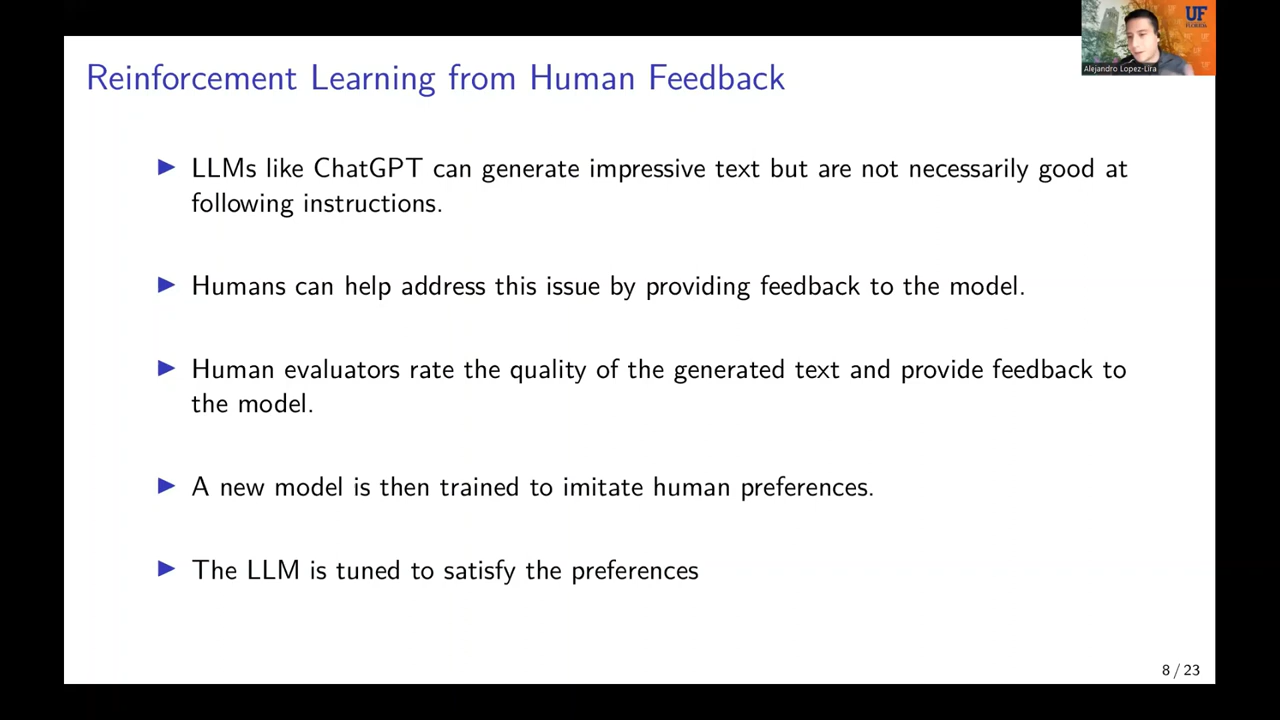 UF
Alejandro Lopez-Lira
Reinforcement Learning from Human Feedback
LLMs like ChatGPT can generate impressive text but are not necessarily good at
following instructions.
Humans can help address this issue by providing feedback to the model.
Human evaluators rate the quality of the generated text and provide feedback to
the model.
A new model is then trained to imitate human preferences.
The LLM is tuned to satisfy the preferences
8 / 23